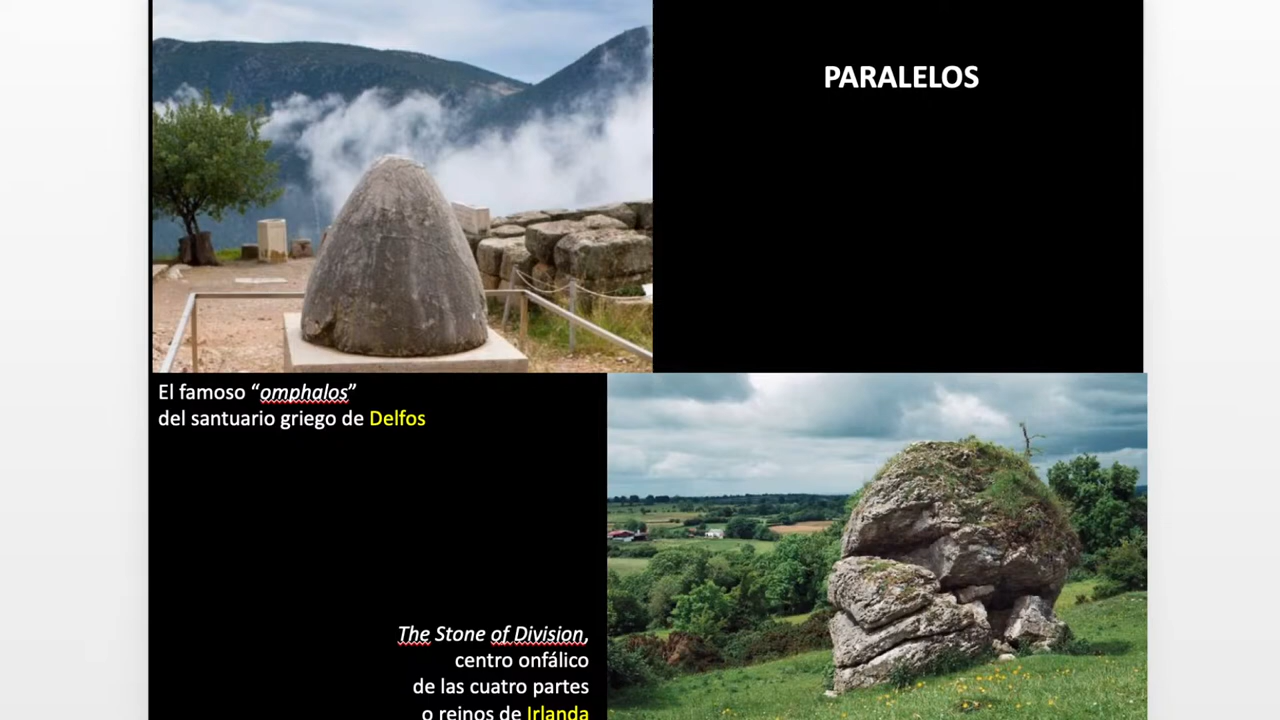 PARALELOS
El famoso “omphalos”
del santuario griego de Delfos
The Stone of Division,
centro onfálico
de las cuatro partes
o reinos de Irlanda